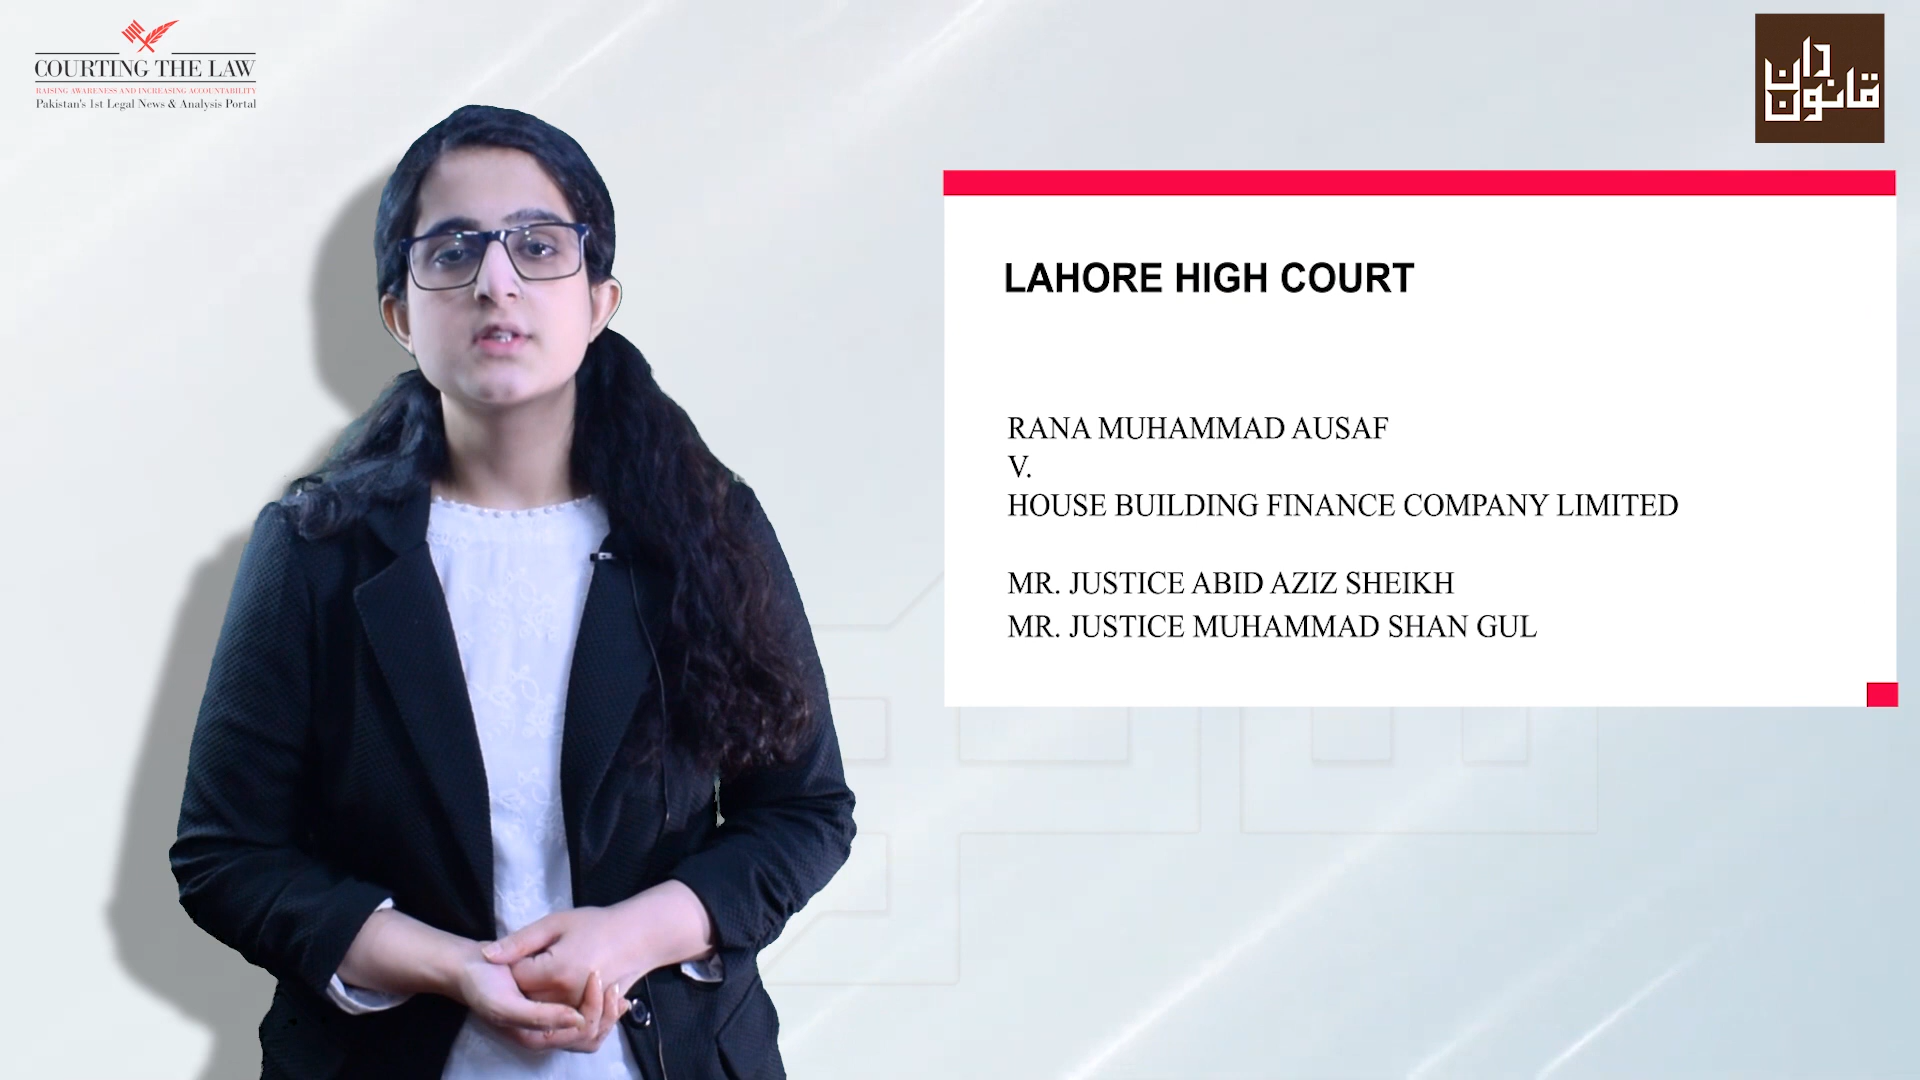 COURTING THE LAW
RAISING AWARENESS AND INCREASING ACCOUNTABILITY
Pakistan's 1st Legal News & Analysis Portal
قانون دان
LAHORE HIGH COURT
RANA MUHAMMAD AUSAF
V.
HOUSE BUILDING FINANCE COMPANY LIMITED
MR. JUSTICE ABID AZIZ SHEIKH
MR. JUSTICE MUHAMMAD SHAN GUL